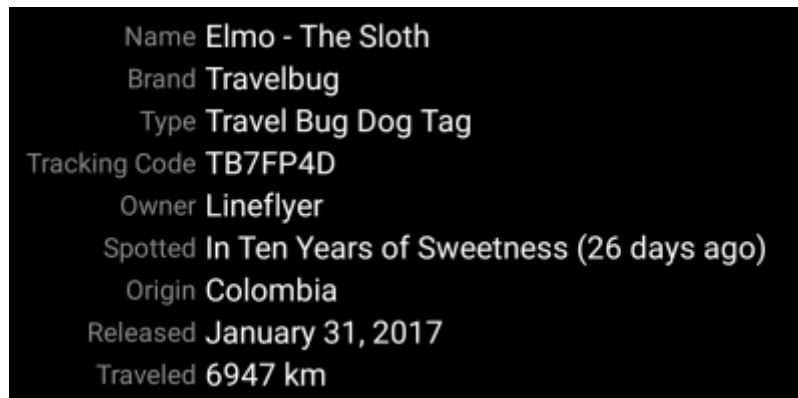 Name Elmo - The Sloth
Brand Travelbug
Type Travel Bug Dog Tag
Tracking Code TB7FP4D
Owner Lineflyer
Spotted In Ten Years of Sweetness (26 days ago)
Origin Colombia
Released January 31, 2017
Traveled 6947 km